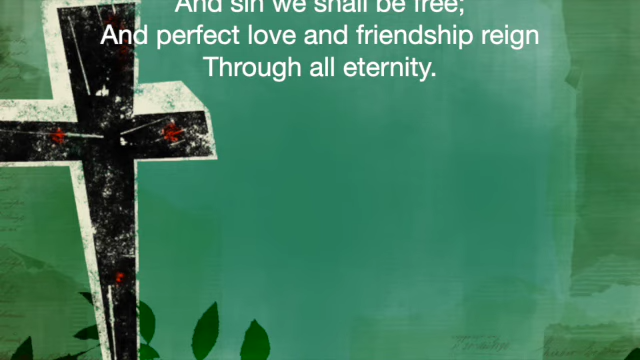 And sin we shall be free;
And perfect love and friendship reign
Through all eternity.